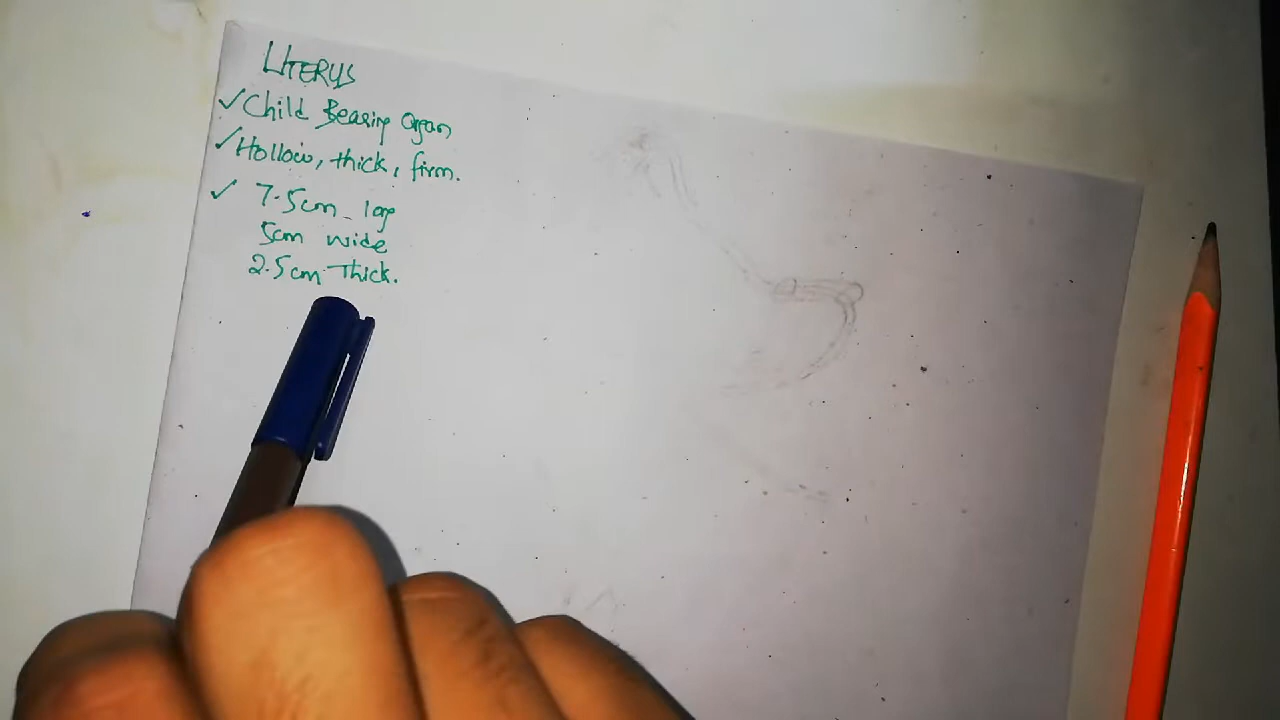 UTERUS
✓ Child Bearing Organ
✓ Hollow, thick, firm.
✓ 7.5cm - long
5cm wide
2.5cm Thick.